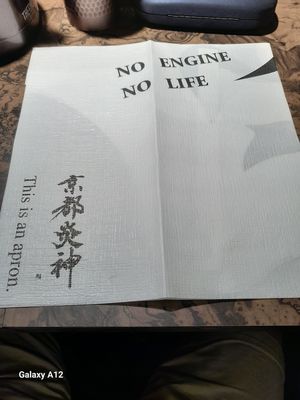 NO ENGINE
NO LIFE
京都炎神
This is an apron.
Galaxy A12